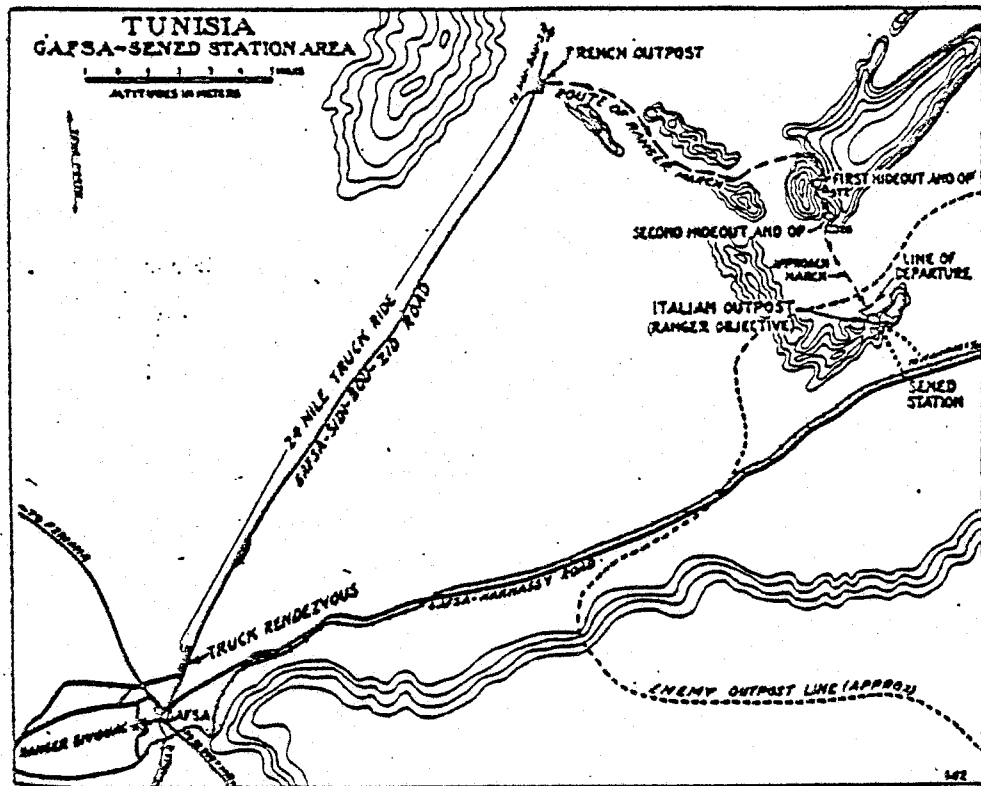 TUNISIA
GAFSA-SENED STATION AREA
MILES
ALTITUDES IN METERS
FRENCH OUTPOST
ROUTE OF RANGER MARCH
FIRST HIDEOUT AND OP
SECOND HIDEOUT AND OP
APPROACH
MARCH
LINE OF
DEPARTURE
ITALIAN OUTPOST
(RANGER OBJECTIVE)
SENED
STATION
24 MILE TRUCK RIDE
GAFSA-SIDI-BOU-ZID ROAD
TRUCK RENDEZVOUS
GAFSA-MAKNASSY ROAD
ENEMY OUTPOST LINE (APPROX)
RANGER BIVOUAC
GAFSA